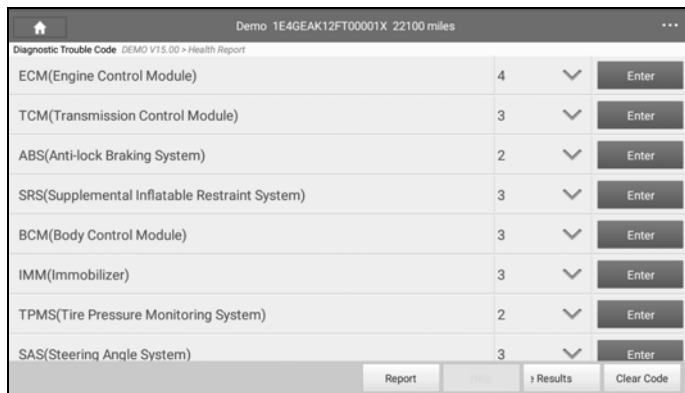 Demo 1E4GEAK12FT00001X 22100 miles
Diagnostic Trouble Code DEMO V15.00 > Health Report
ECM(Engine Control Module) 4 Enter
TCM(Transmission Control Module) 3 Enter
ABS(Anti-lock Braking System) 2 Enter
SRS(Supplemental Inflatable Restraint System) 3 Enter
BCM(Body Control Module) 3 Enter
IMM(Immobilizer) 3 Enter
TPMS(Tire Pressure Monitoring System) 2 Enter
SAS(Steering Angle System) 3 Enter
Report Help e Results Clear Code